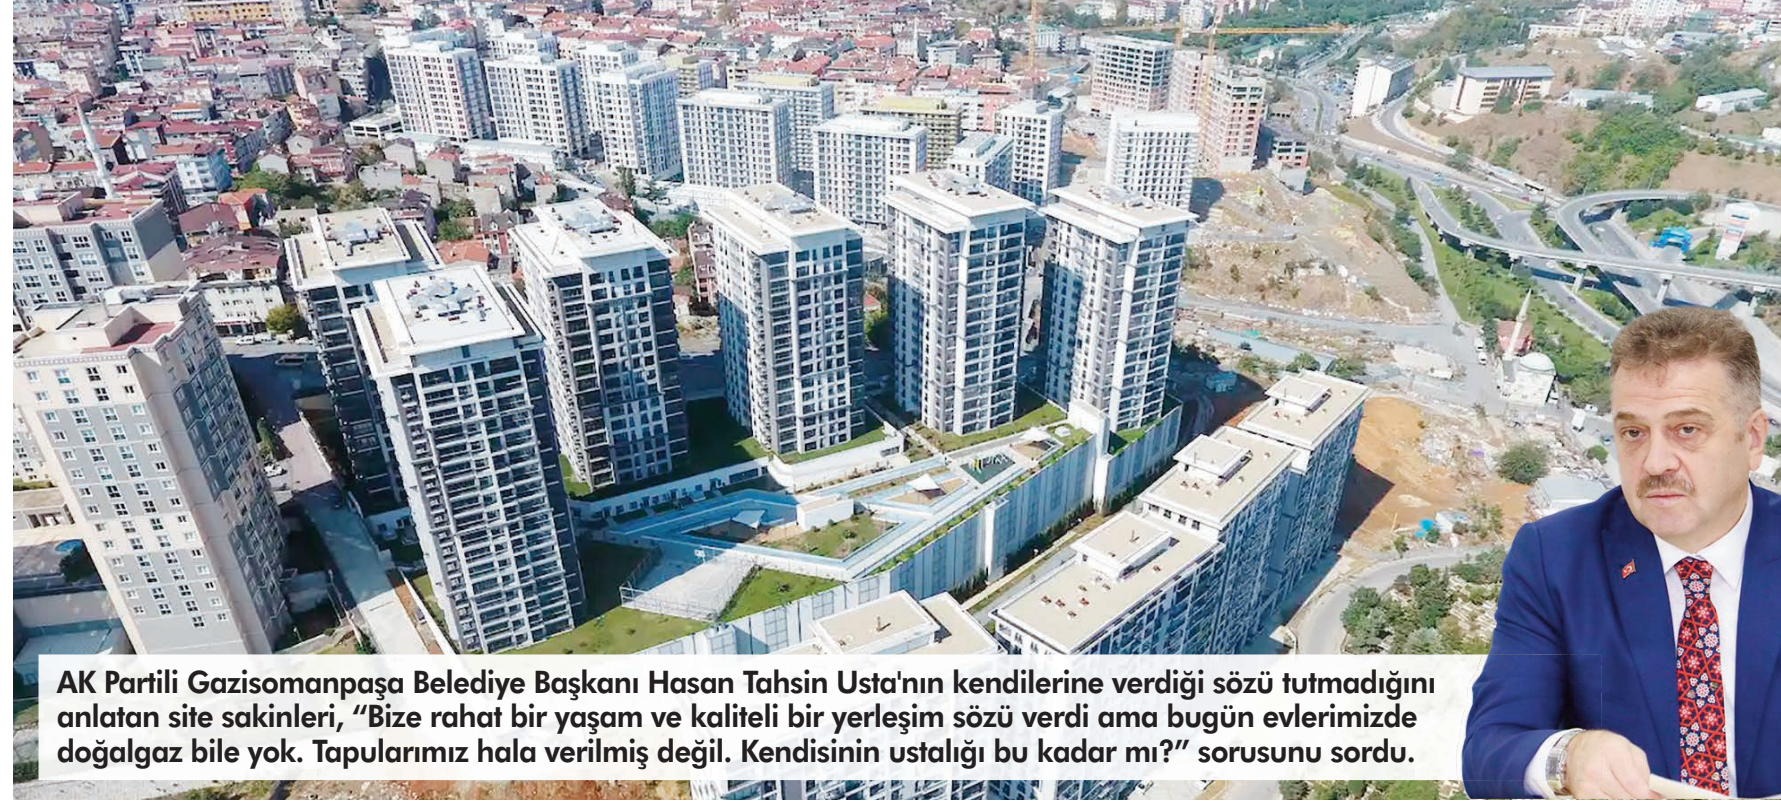 AK Partili Gazisomanpaşa Belediye Başkanı Hasan Tahsin Usta'nın kendilerine verdiği sözü tutmadığını
anlatan site sakinleri, “Bize rahat bir yaşam ve kaliteli bir yerleşim sözü verdi ama bugün evlerimizde
doğalgaz bile yok. Tapularımız hala verilmiş değil. Kendisinin ustalığı bu kadar mı?” sorusunu sordu.